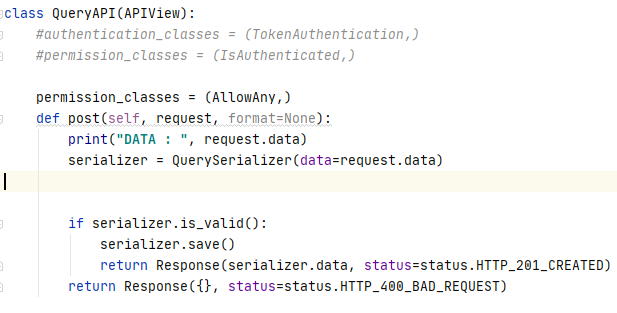 class QueryAPI(APIView):
    #authentication_classes = (TokenAuthentication,)
    #permission_classes = (IsAuthenticated,)
    permission_classes = (AllowAny,)
    def post(self, request, format=None):
        print("DATA : ", request.data)
        serializer = QuerySerializer(data=request.data)
        if serializer.is_valid():
            serializer.save()
            return Response(serializer.data, status=status.HTTP_201_CREATED)
        return Response({}, status=status.HTTP_400_BAD_REQUEST)